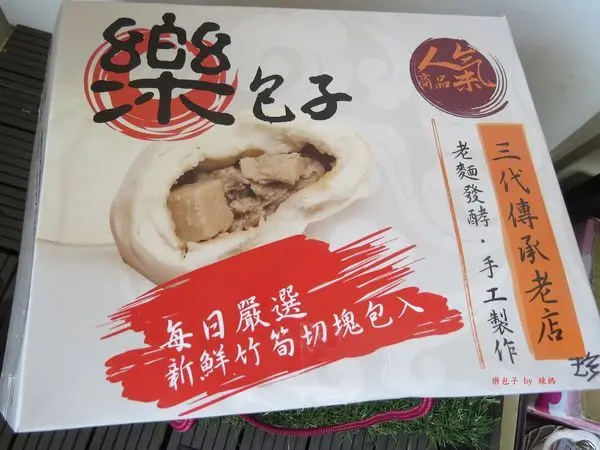 樂包子
人氣
商品
三代傳承老店
老麵發酵・手工製作
每日嚴選
新鮮竹筍切塊包入
樂包子 by 辣媽